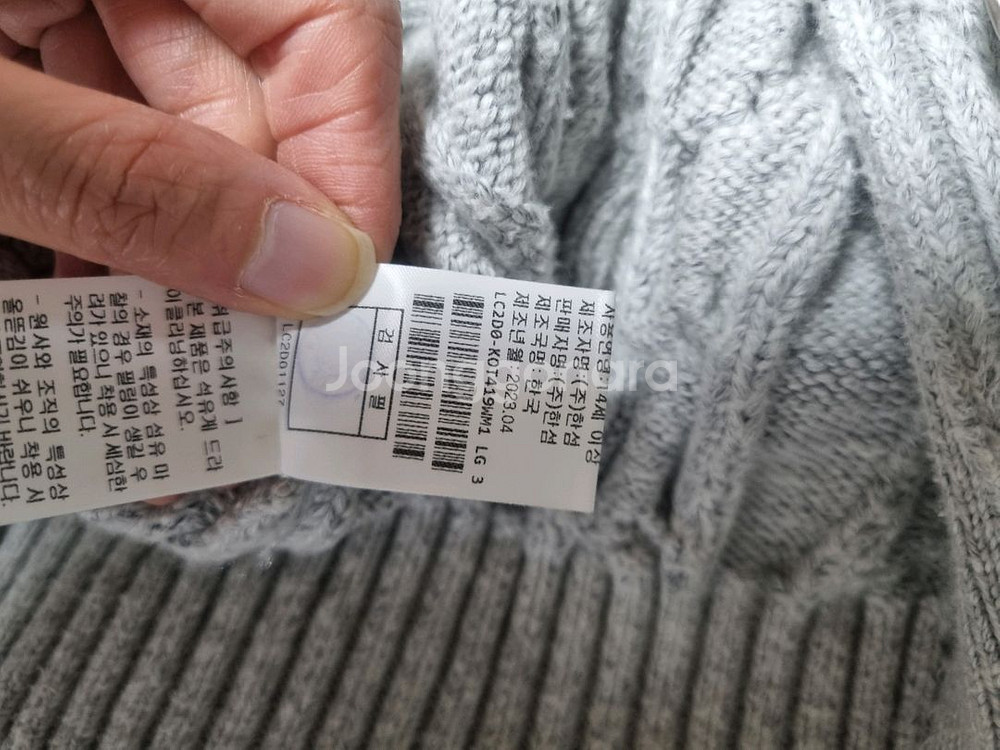 사용연령:14세 이상
제조자명:(주)한섬
판매자명:(주)한섬
제조국명:한국
제조년월:2023.04
LC2D0-KOT419WM1 LG 3
검 사 필
LC2D01127
취급주의사항 ]
본 제품은 석유계 드라
이클리닝하십시오.
- 소재의 특성상 섬유 마
찰의 경우 필링이 생길 우
려가 있으니 착용 시 세심한
주의가 필요합니다.
- 원사와 조직의 특성상
올뜯김이 쉬우니 착용 시
Joonggonara